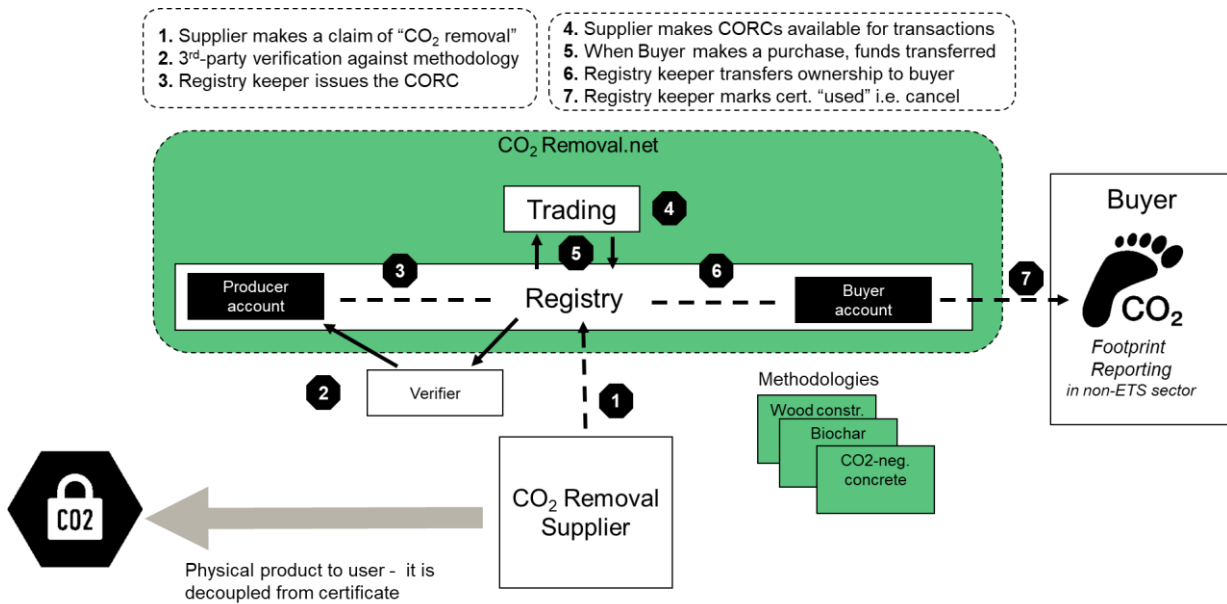 1. Supplier makes a claim of “CO₂ removal”
2. 3ʳᵈ-party verification against methodology
3. Registry keeper issues the CORC
4. Supplier makes CORCs available for transactions
5. When Buyer makes a purchase, funds transferred
6. Registry keeper transfers ownership to buyer
7. Registry keeper marks cert. “used” i.e. cancel
CO₂ Removal.net
Trading
4
5
3
6
Producer
account
Registry
Buyer
account
7
Buyer
CO₂
Footprint
Reporting
in non-ETS sector
2
Verifier
1
Methodologies
Wood constr.
Biochar
CO2-neg.
concrete
CO₂ Removal
Supplier
CO2
Physical product to user - it is
decoupled from certificate